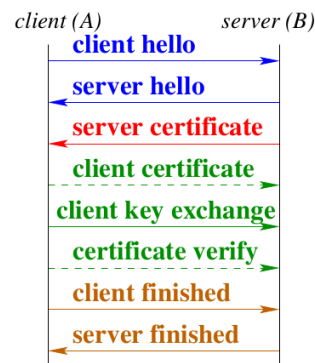 client (A) server (B)
client hello
server hello
server certificate
client certificate
client key exchange
certificate verify
client finished
server finished